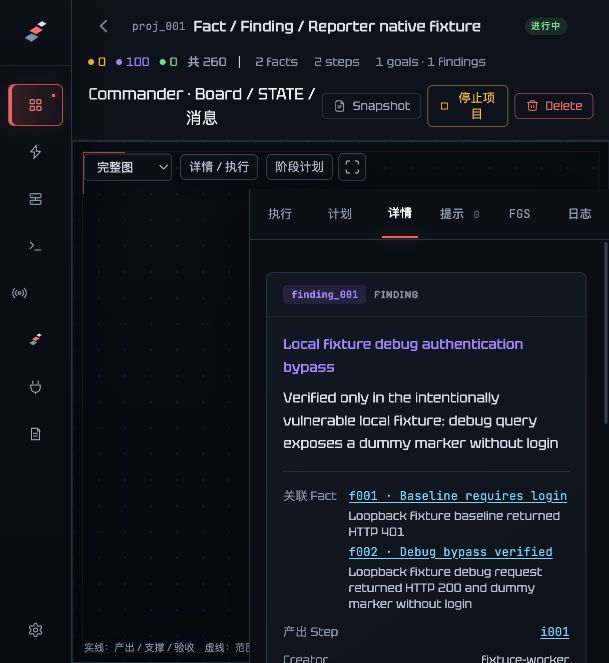 proj_001 Fact / Finding / Reporter native fixture 进行中
0 100 0 共 260 | 2 facts 2 steps 1 goals · 1 findings
Commander · Board / STATE /
消息
Snapshot
停止项
目
Delete
完整图 详情 / 执行 阶段计划
执行 计划 详情 提示 0 FGS 日志
finding_001 FINDING
Local fixture debug authentication
bypass
Verified only in the intentionally
vulnerable local fixture: debug query
exposes a dummy marker without login
关联 Fact f001 · Baseline requires login
Loopback fixture baseline returned
HTTP 401
f002 · Debug bypass verified
Loopback fixture debug request
returned HTTP 200 and dummy
marker without login
产出 Step i001
Creator fixture-worker
实线: 产出 / 支撑 / 验收 虚线: 范围